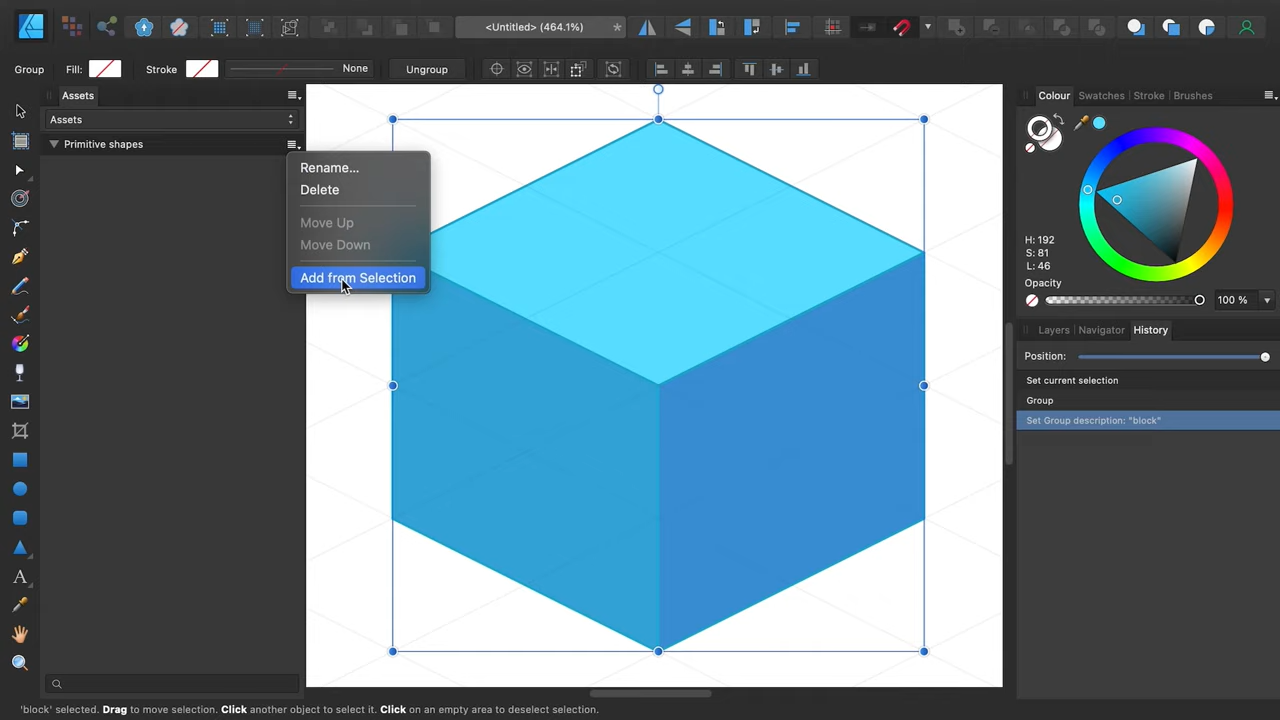 <Untitled> (464.1%)
*
Group
Fill:
Stroke
None
Ungroup
Assets
Assets
Primitive shapes
Rename...
Delete
Move Up
Move Down
Add from Selection
Colour
Swatches
Stroke
Brushes
H: 192
S: 81
L: 46
Opacity
100 %
Layers
Navigator
History
Position:
Set current selection
Group
Set Group description: "block"
A
'block' selected. Drag to move selection. Click another object to select it. Click on an empty area to deselect selection.